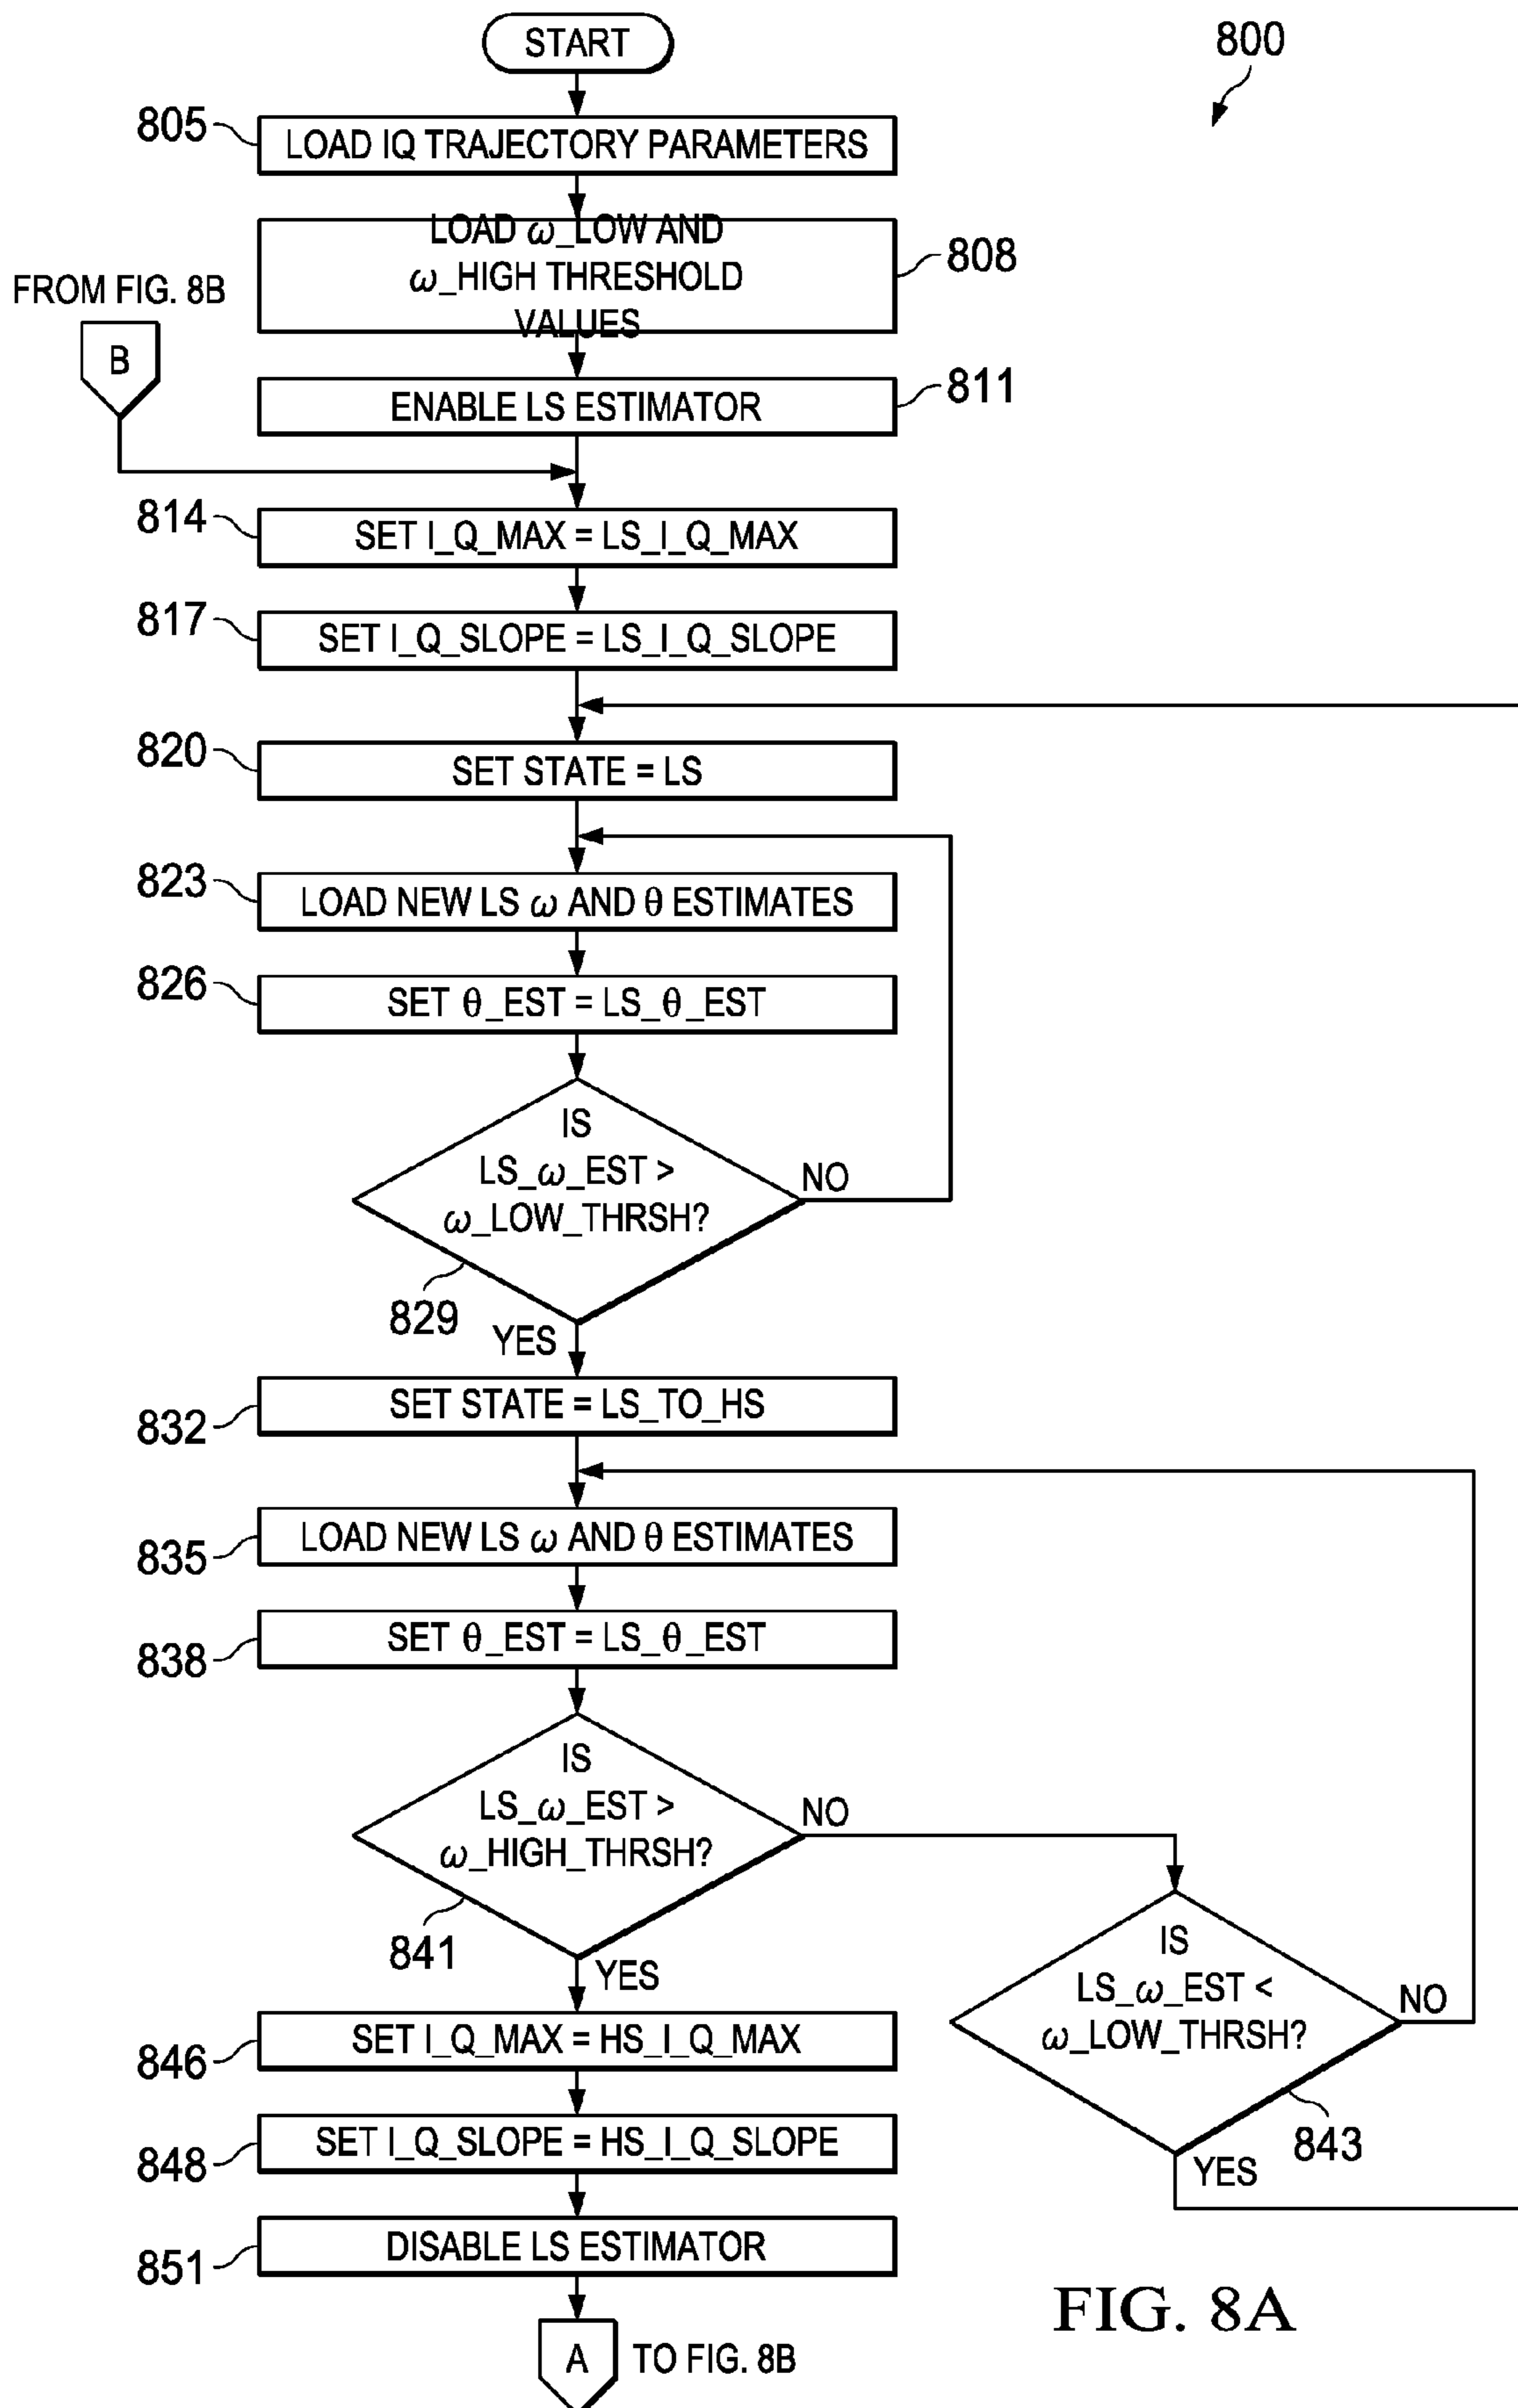 START
800
805
LOAD IQ TRAJECTORY PARAMETERS
LOAD ω_LOW AND
ω_HIGH THRESHOLD
VALUES
808
FROM FIG. 8B
B
ENABLE LS ESTIMATOR
811
814
SET I_Q_MAX = LS_I_Q_MAX
817
SET I_Q_SLOPE = LS_I_Q_SLOPE
820
SET STATE = LS
823
LOAD NEW LS ω AND θ ESTIMATES
826
SET θ_EST = LS_θ_EST
IS
LS_ω_EST >
ω_LOW_THRSH?
NO
829
YES
SET STATE = LS_TO_HS
832
LOAD NEW LS ω AND θ ESTIMATES
835
SET θ_EST = LS_θ_EST
838
IS
LS_ω_EST >
ω_HIGH_THRSH?
NO
841
YES
IS
LS_ω_EST <
ω_LOW_THRSH?
NO
843
YES
SET I_Q_MAX = HS_I_Q_MAX
846
SET I_Q_SLOPE = HS_I_Q_SLOPE
848
DISABLE LS ESTIMATOR
851
A
TO FIG. 8B
FIG. 8A